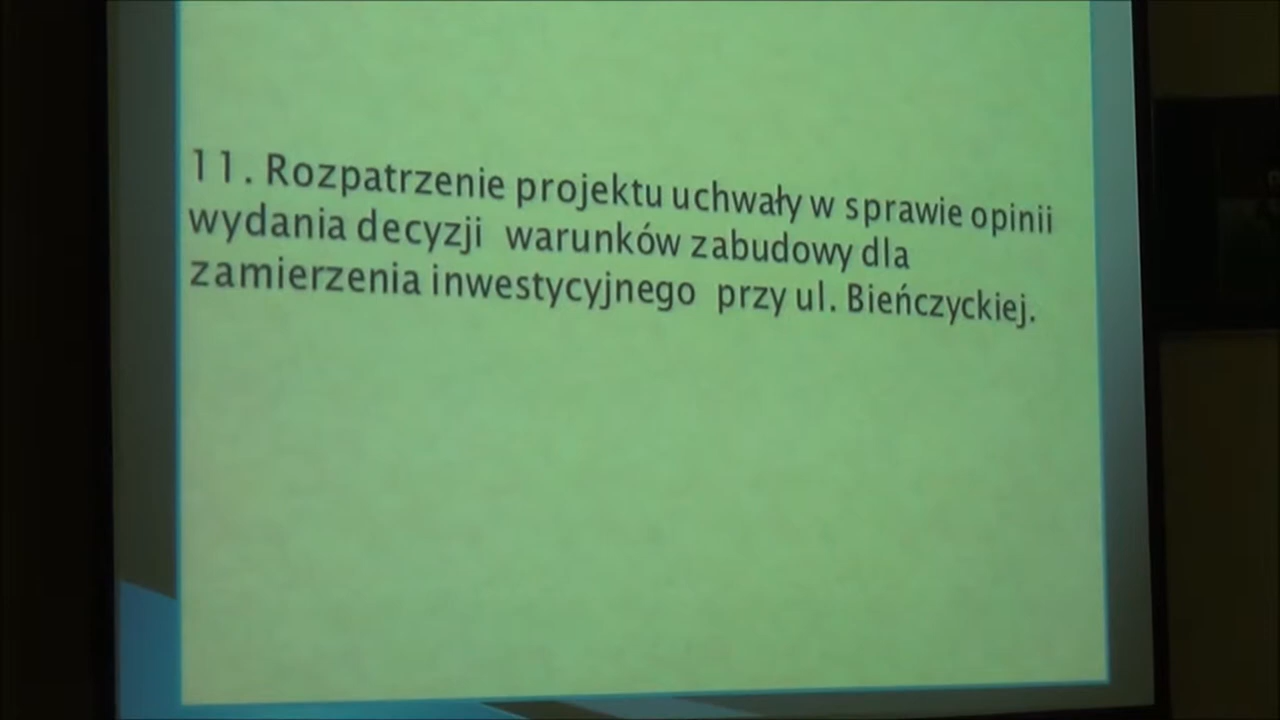 11. Rozpatrzenie projektu uchwały w sprawie opinii
wydania decyzji warunków zabudowy dla
zamierzenia inwestycyjnego przy ul. Bieńczyckiej.